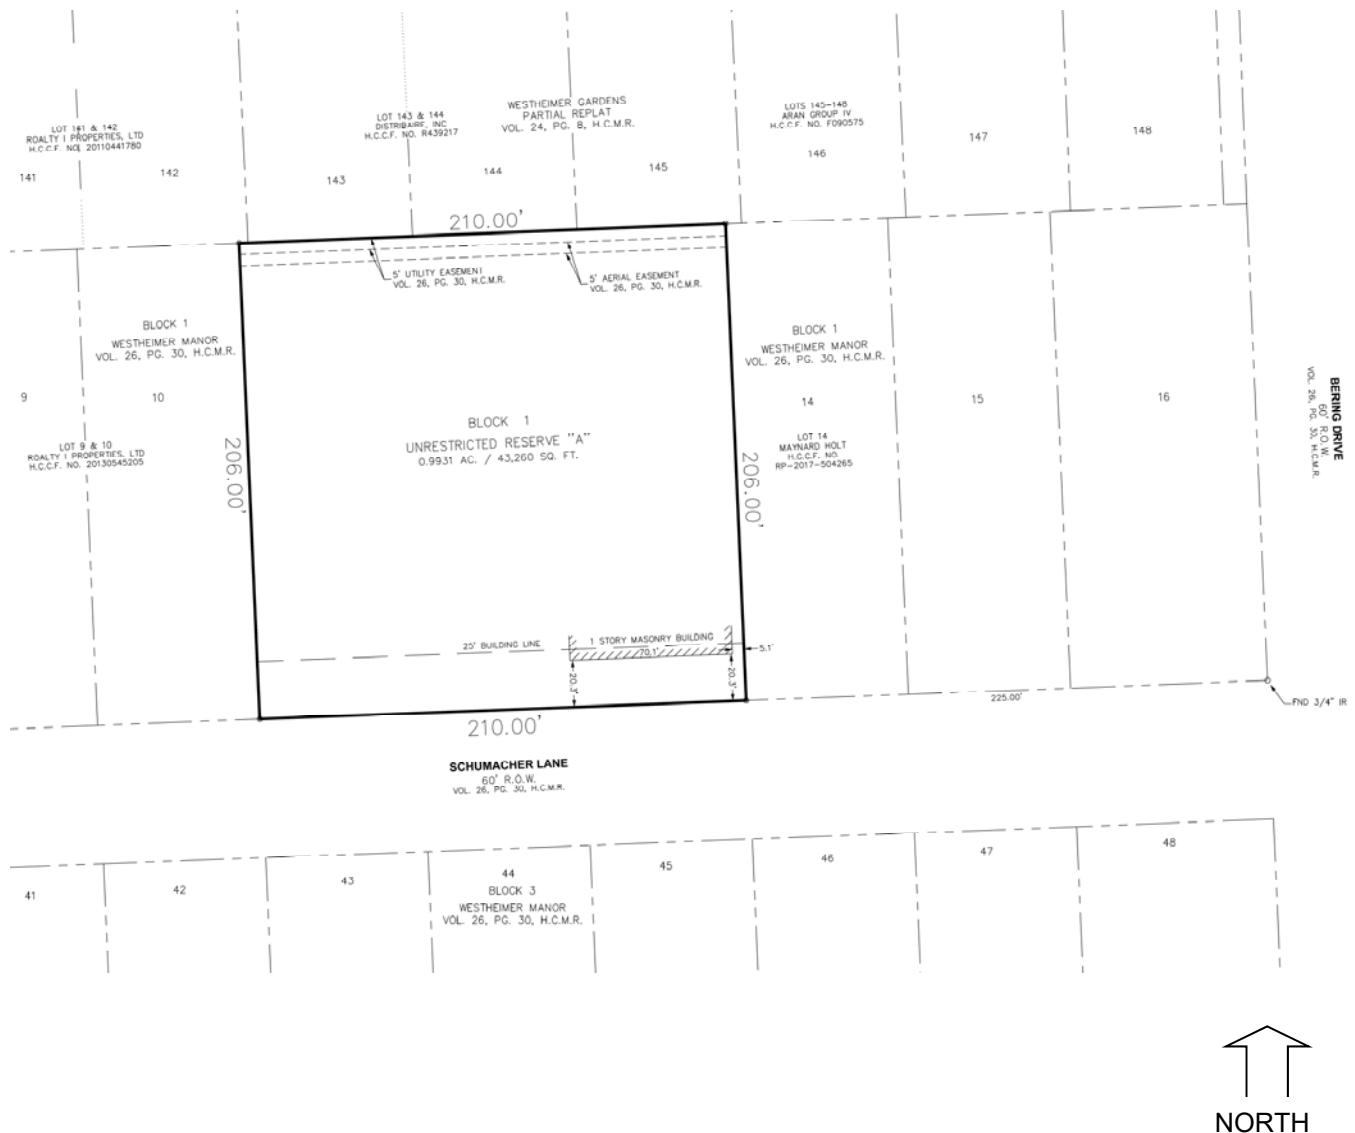 LOT 141 & 142
ROALTY I PROPERTIES, LTD
H.C.C.F. NO. 20110441780
141
142
LOT 143 & 144
DISTRIBAIRE, INC
H.C.C.F. NO. R439217
143
144
WESTHEIMER GARDENS
PARTIAL REPLAT
VOL. 24, PG. 8, H.C.M.R.
145
LOTS 145-148
ARAN GROUP IV
H.C.C.F. NO. F090575
146
147
148
210.00'
5' UTILITY EASEMENT
VOL. 26, PG. 30, H.C.M.R.
5' AERIAL EASEMENT
VOL. 26, PG. 30, H.C.M.R.
BLOCK 1
WESTHEIMER MANOR
VOL. 26, PG. 30, H.C.M.R.
9
10
LOT 9 & 10
ROALTY I PROPERTIES, LTD
H.C.C.F. NO. 20130545205
206.00'
BLOCK 1
UNRESTRICTED RESERVE "A"
0.9931 AC. / 43,260 SQ. FT.
206.00'
BLOCK 1
WESTHEIMER MANOR
VOL. 26, PG. 30, H.C.M.R.
14
LOT 14
MAYNARD HOLT
H.C.C.F. NO.
RP-2017-504265
15
16
BERING DRIVE
60' R.O.W.
VOL. 26, PG. 30, H.C.M.R.
25' BUILDING LINE
1 STORY MASONRY BUILDING
70.1'
5.1'
20.3'
20.3'
210.00'
225.00'
FND 3/4" IR
SCHUMACHER LANE
60' R.O.W.
VOL. 26, PG. 30, H.C.M.R.
41
42
43
44
45
46
47
48
BLOCK 3
WESTHEIMER MANOR
VOL. 26, PG. 30, H.C.M.R.
NORTH